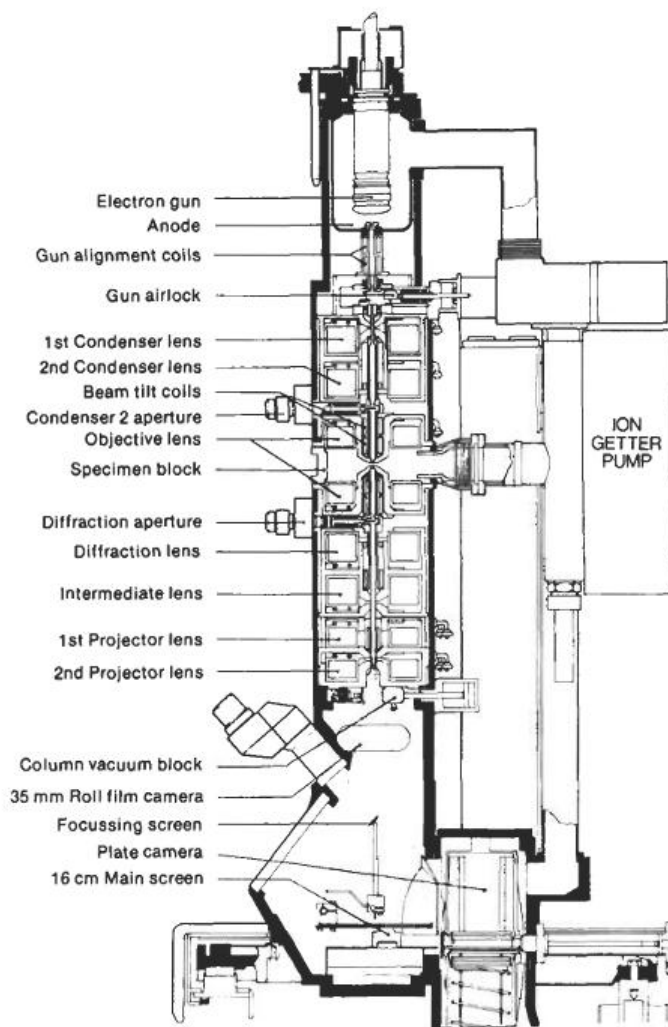 Electron gun
Anode
Gun alignment coils
Gun airlock
1st Condenser lens
2nd Condenser lens
Beam tilt coils
Condenser 2 aperture
Objective lens
Specimen block
Diffraction aperture
Diffraction lens
Intermediate lens
1st Projector lens
2nd Projector lens
Column vacuum block
35 mm Roll film camera
Focussing screen
Plate camera
16 cm Main screen
ION
GETTER
PUMP